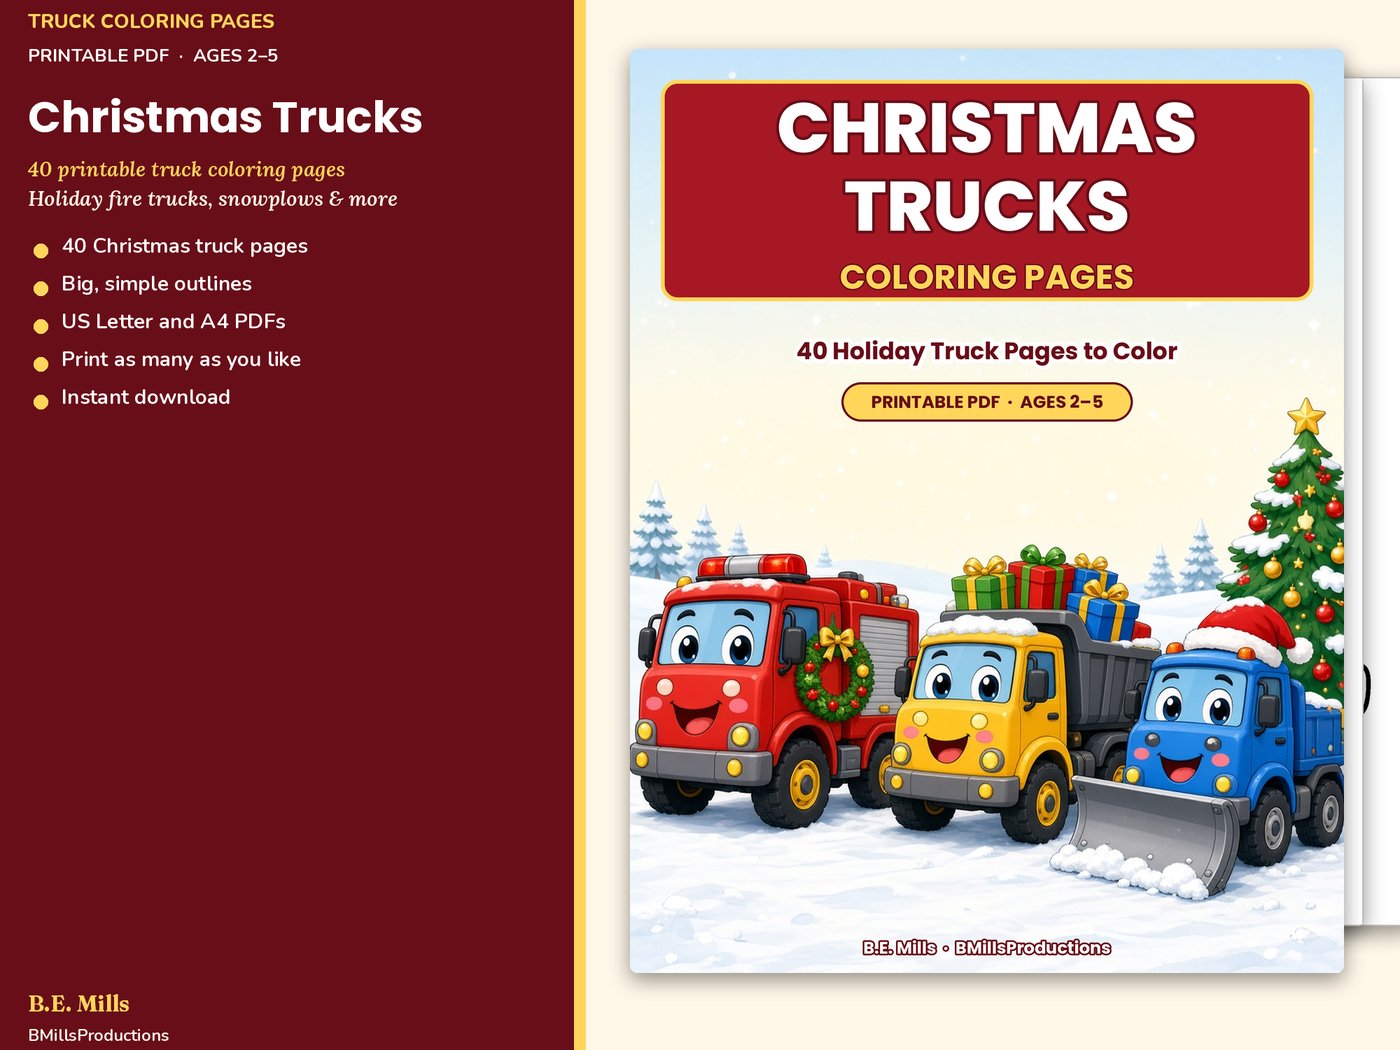 TRUCK COLORING PAGES
PRINTABLE PDF · AGES 2–5
Christmas Trucks
40 printable truck coloring pages
Holiday fire trucks, snowplows & more
40 Christmas truck pages
Big, simple outlines
US Letter and A4 PDFs
Print as many as you like
Instant download
B.E. Mills
BMillsProductions
CHRISTMAS
TRUCKS
COLORING PAGES
40 Holiday Truck Pages to Color
PRINTABLE PDF · AGES 2–5
B.E. Mills • BMillsProductions